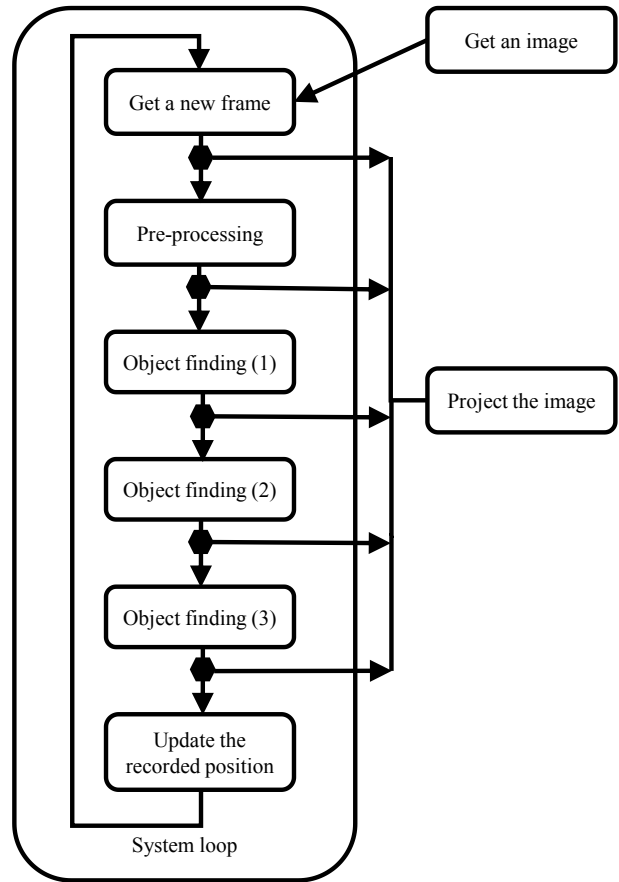 Get an image
Get a new frame
Pre-processing
Object finding (1)
Project the image
Object finding (2)
Object finding (3)
Update the
recorded position
System loop